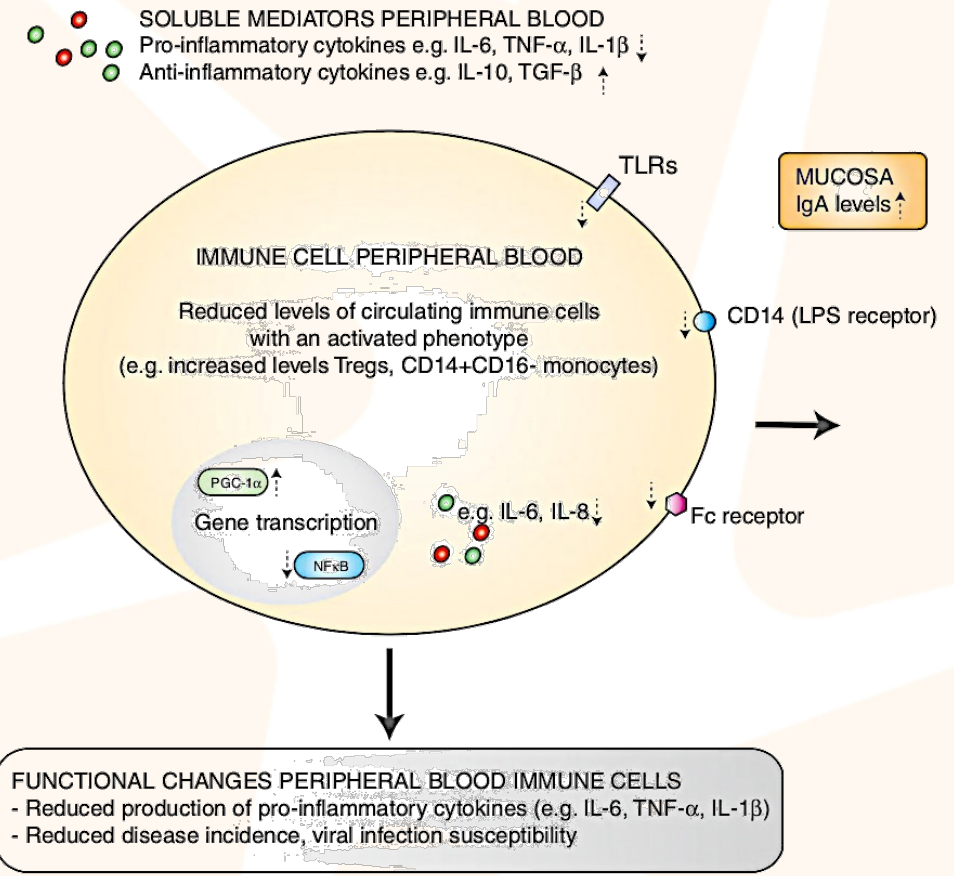 SOLUBLE MEDIATORS PERIPHERAL BLOOD
Pro-inflammatory cytokines e.g. IL-6, TNF-α, IL-1β
Anti-inflammatory cytokines e.g. IL-10, TGF-β
TLRs
MUCOSA
IgA levels
IMMUNE CELL PERIPHERAL BLOOD
Reduced levels of circulating immune cells
with an activated phenotype
(e.g. increased levels Tregs, CD14+CD16- monocytes)
CD14 (LPS receptor)
PGC-1α
Gene transcription
NFκB
e.g. IL-6, IL-8
Fc receptor
FUNCTIONAL CHANGES PERIPHERAL BLOOD IMMUNE CELLS
- Reduced production of pro-inflammatory cytokines (e.g. IL-6, TNF-α, IL-1β)
- Reduced disease incidence, viral infection susceptibility